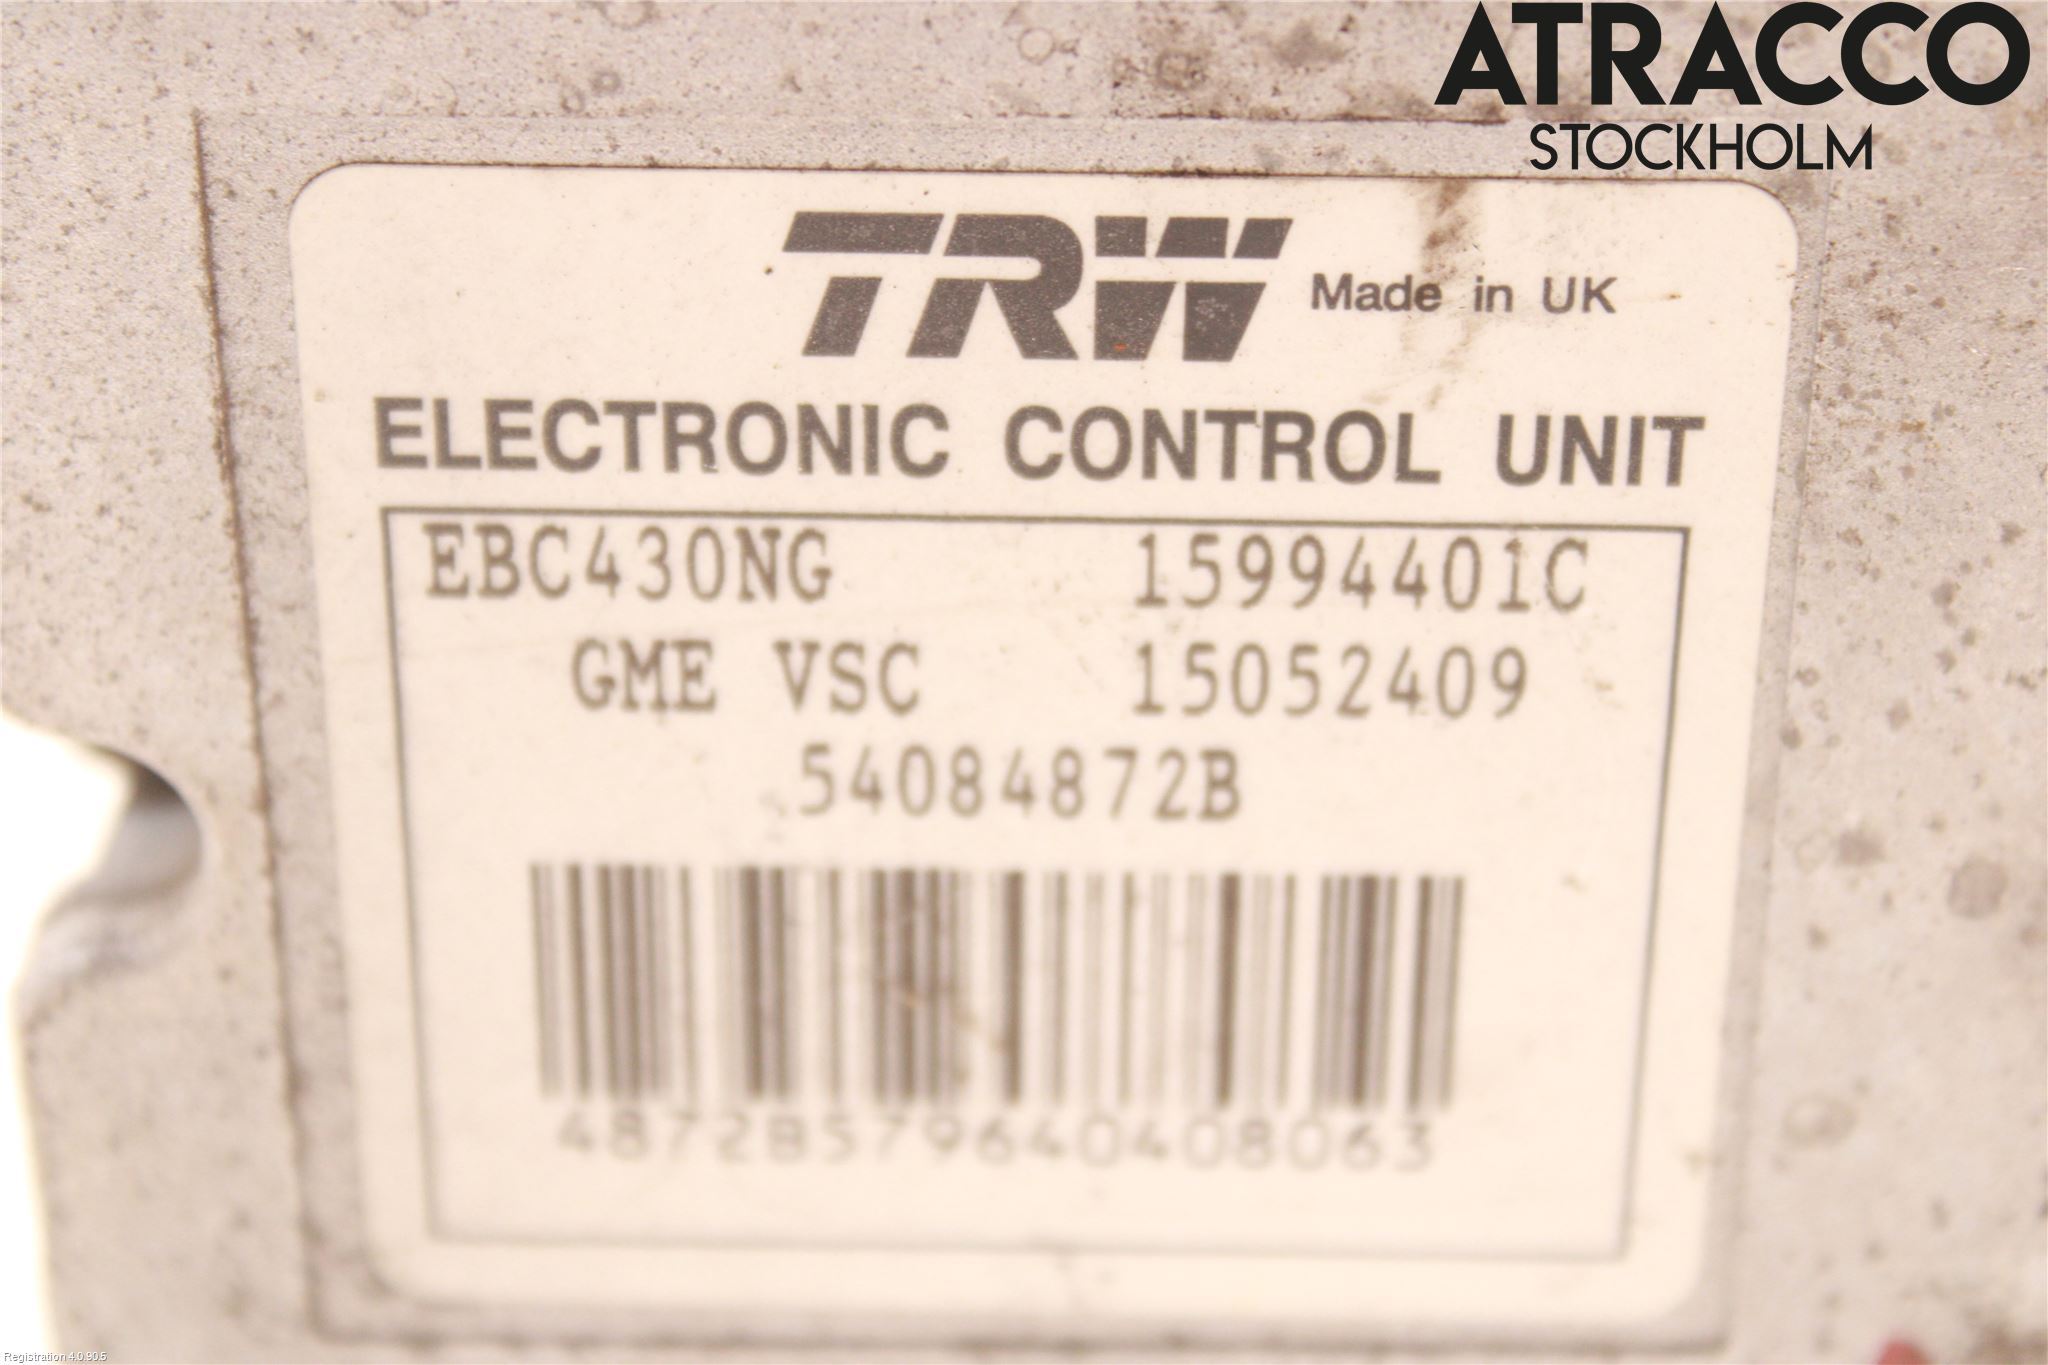 ATRACCO
STOCKHOLM
TRW Made in UK
ELECTRONIC CONTROL UNIT
EBC430NG 15994401C
GME VSC 15052409
54084872B
4872B579640408063
Registration 4.0.90.5